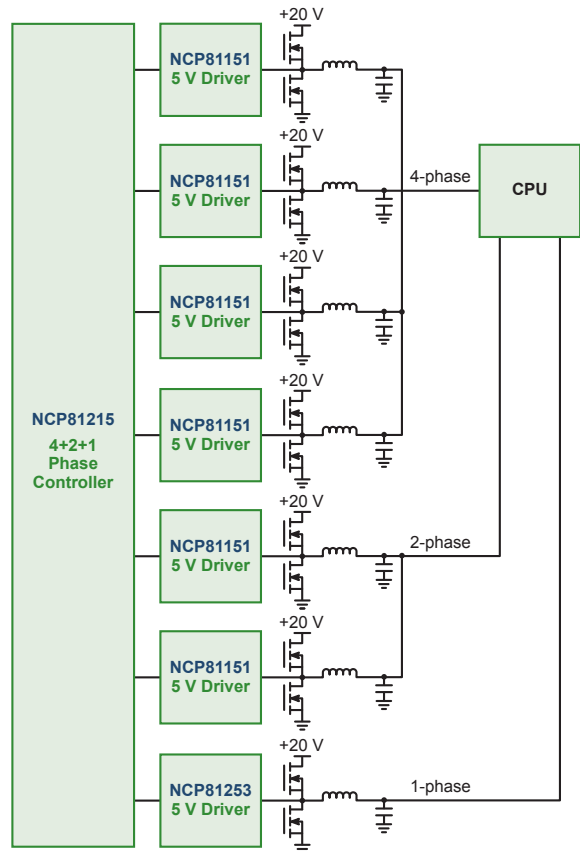 +20 V
NCP81151
5 V Driver
+20 V
NCP81151
5 V Driver
4-phase
CPU
+20 V
NCP81151
5 V Driver
+20 V
NCP81151
5 V Driver
NCP81215
4+2+1
Phase
Controller
+20 V
NCP81151
5 V Driver
2-phase
+20 V
NCP81151
5 V Driver
+20 V
NCP81253
5 V Driver
1-phase